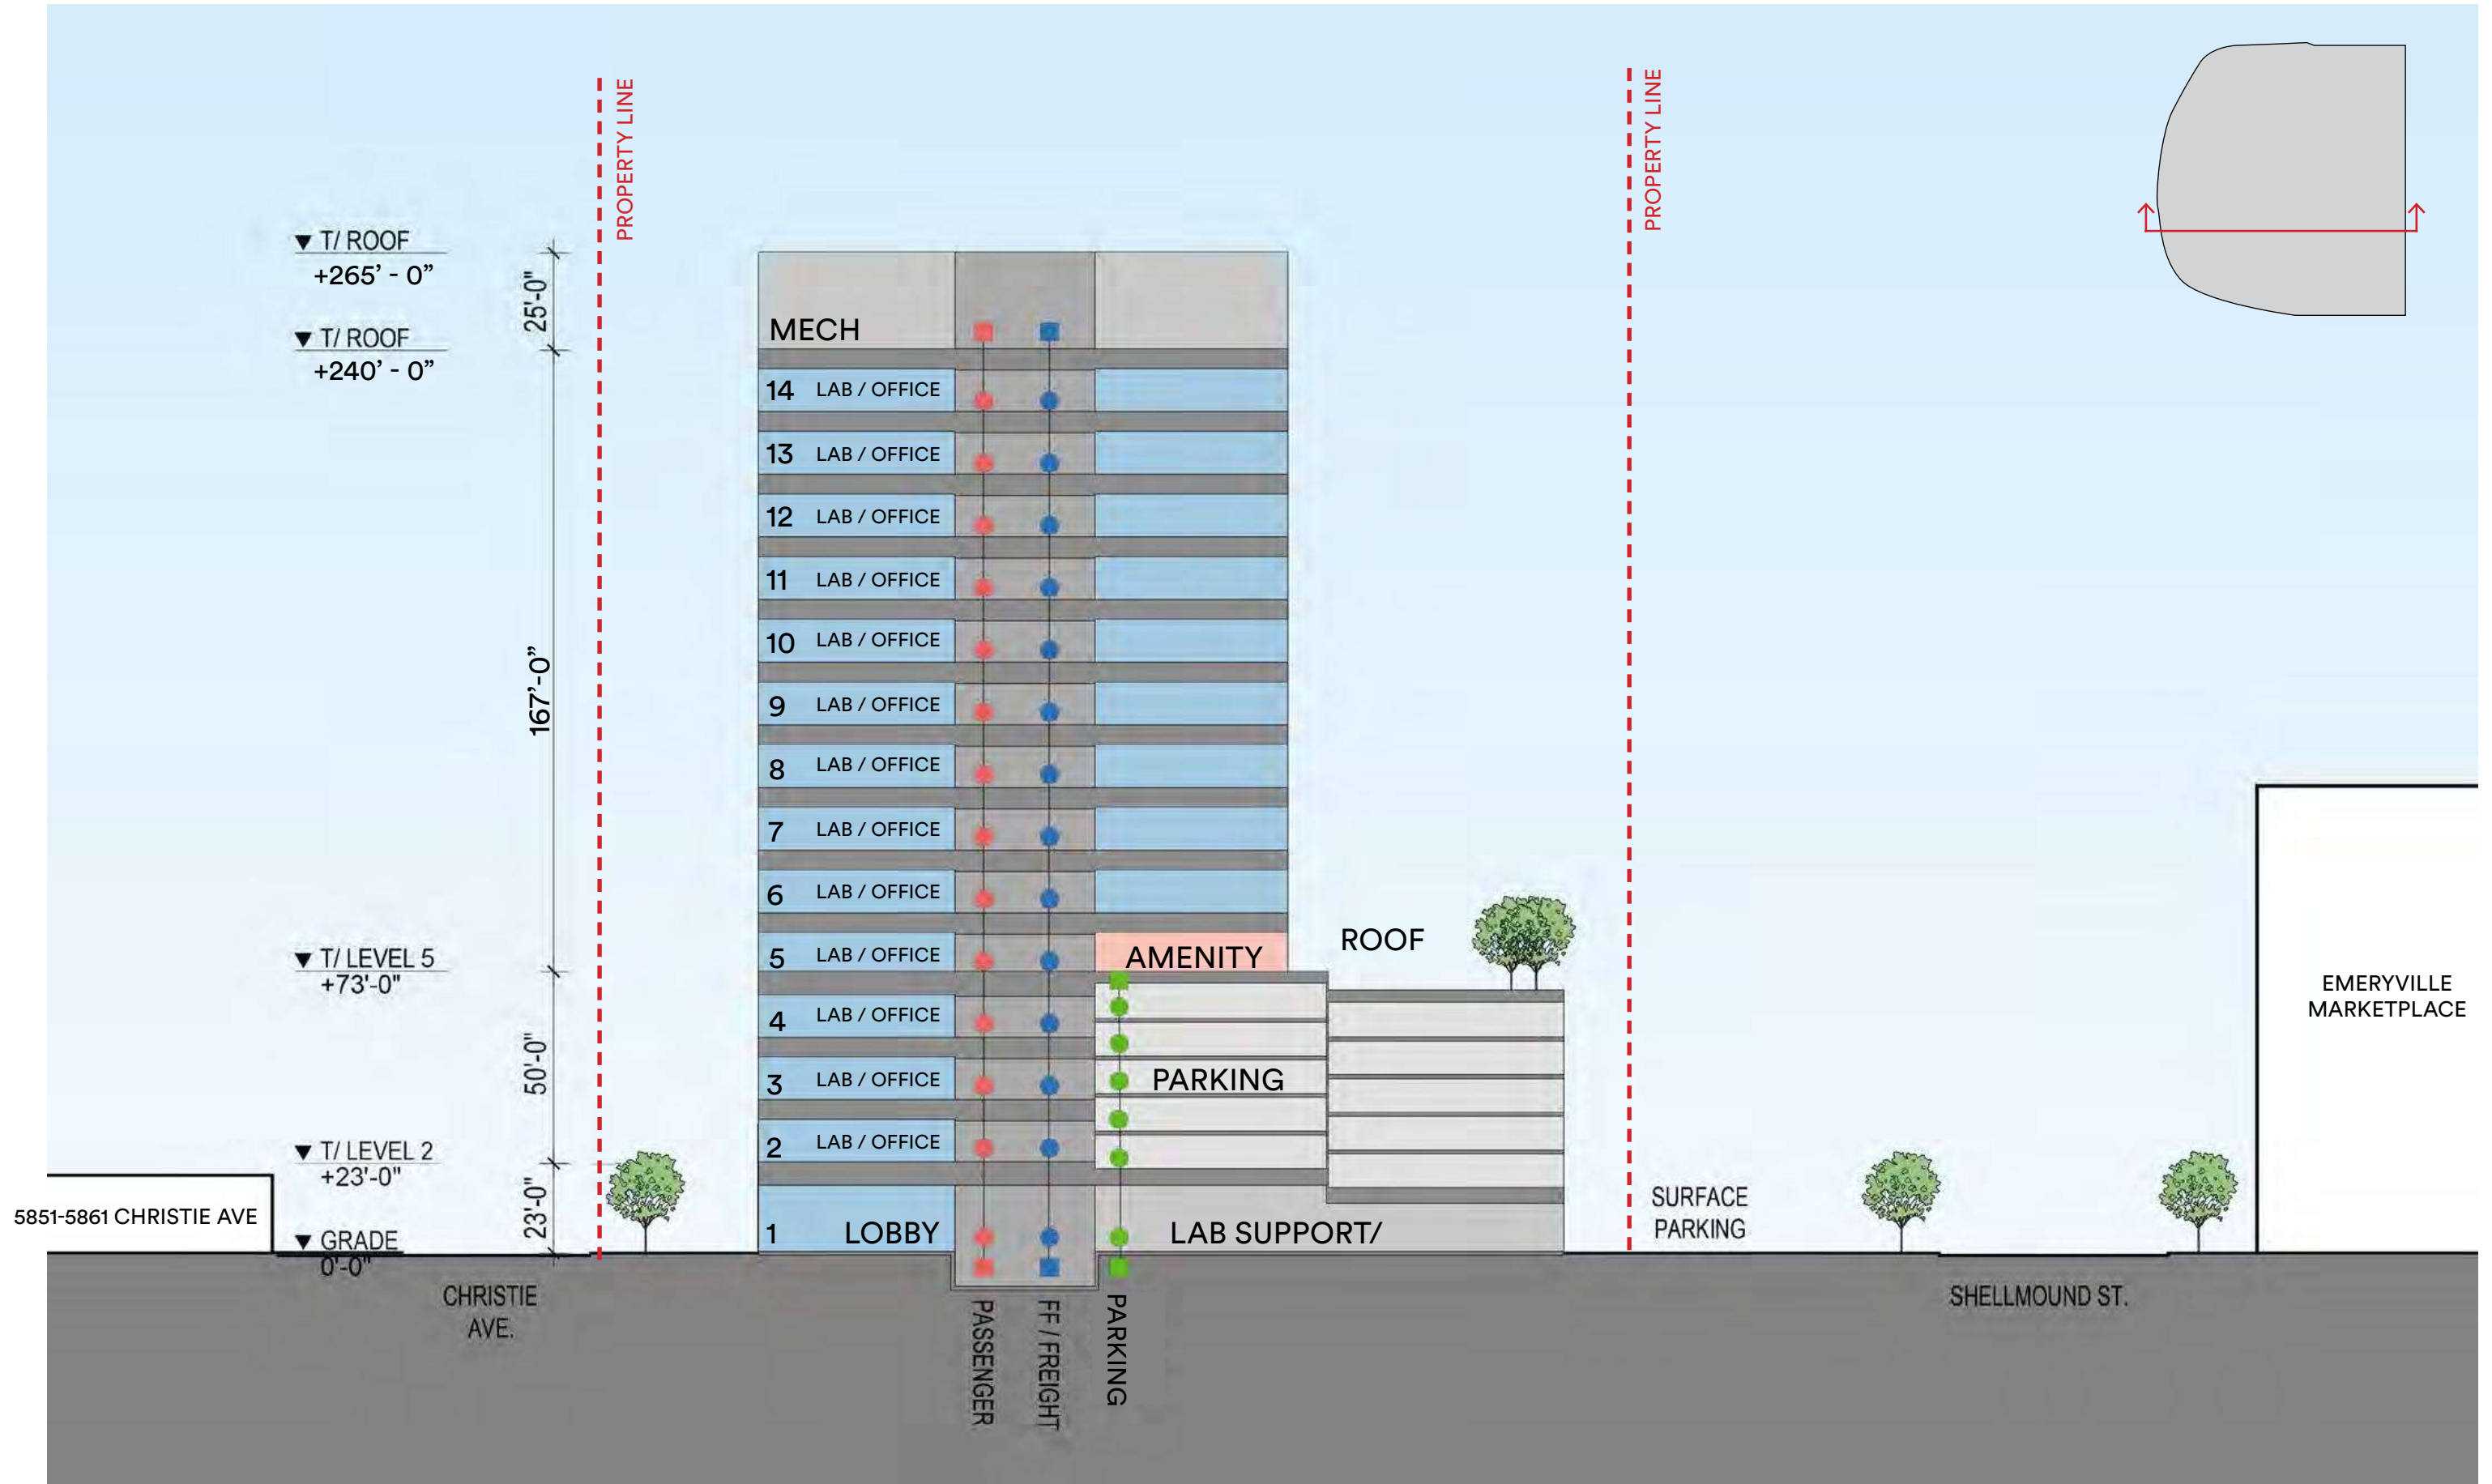 PROPERTY LINE
PROPERTY LINE
T/ ROOF
+265’ - 0”
25'-0"
T/ ROOF
+240’ - 0”
MECH
14 LAB / OFFICE
13 LAB / OFFICE
12 LAB / OFFICE
11 LAB / OFFICE
10 LAB / OFFICE
167’-0”
9 LAB / OFFICE
8 LAB / OFFICE
7 LAB / OFFICE
6 LAB / OFFICE
ROOF
T/ LEVEL 5
+73'-0"
5 LAB / OFFICE
AMENITY
EMERYVILLE
MARKETPLACE
4 LAB / OFFICE
50'-0"
3 LAB / OFFICE
PARKING
T/ LEVEL 2
+23'-0"
2 LAB / OFFICE
23'-0"
5851-5861 CHRISTIE AVE
GRADE
0'-0"
1 LOBBY
LAB SUPPORT/
SURFACE
PARKING
CHRISTIE
AVE.
PASSENGER
FF / FREIGHT
PARKING
SHELLMOUND ST.